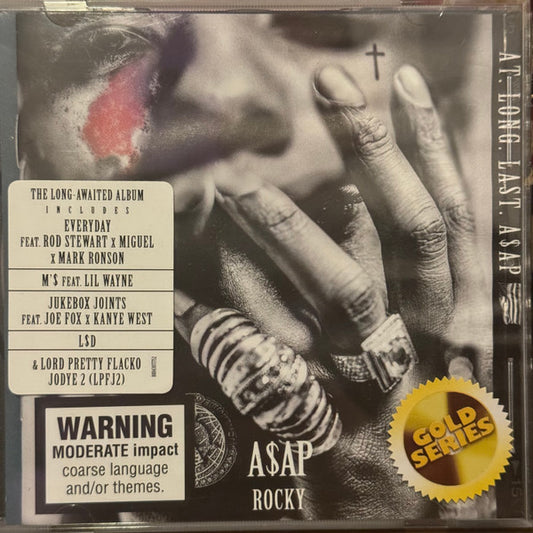 AT. LONG. LAST. A$AP
THE LONG-AWAITED ALBUM
INCLUDES
EVERYDAY
FEAT. ROD STEWART X MIGUEL
X MARK RONSON
M'$ FEAT. LIL WAYNE
JUKEBOX JOINTS
FEAT. JOE FOX X KANYE WEST
L$D
& LORD PRETTY FLACKO
JODYE 2 (LPFJ2)
WARNING
MODERATE impact
coarse language
and/or themes.
A$AP
ROCKY
GOLD
SERIES